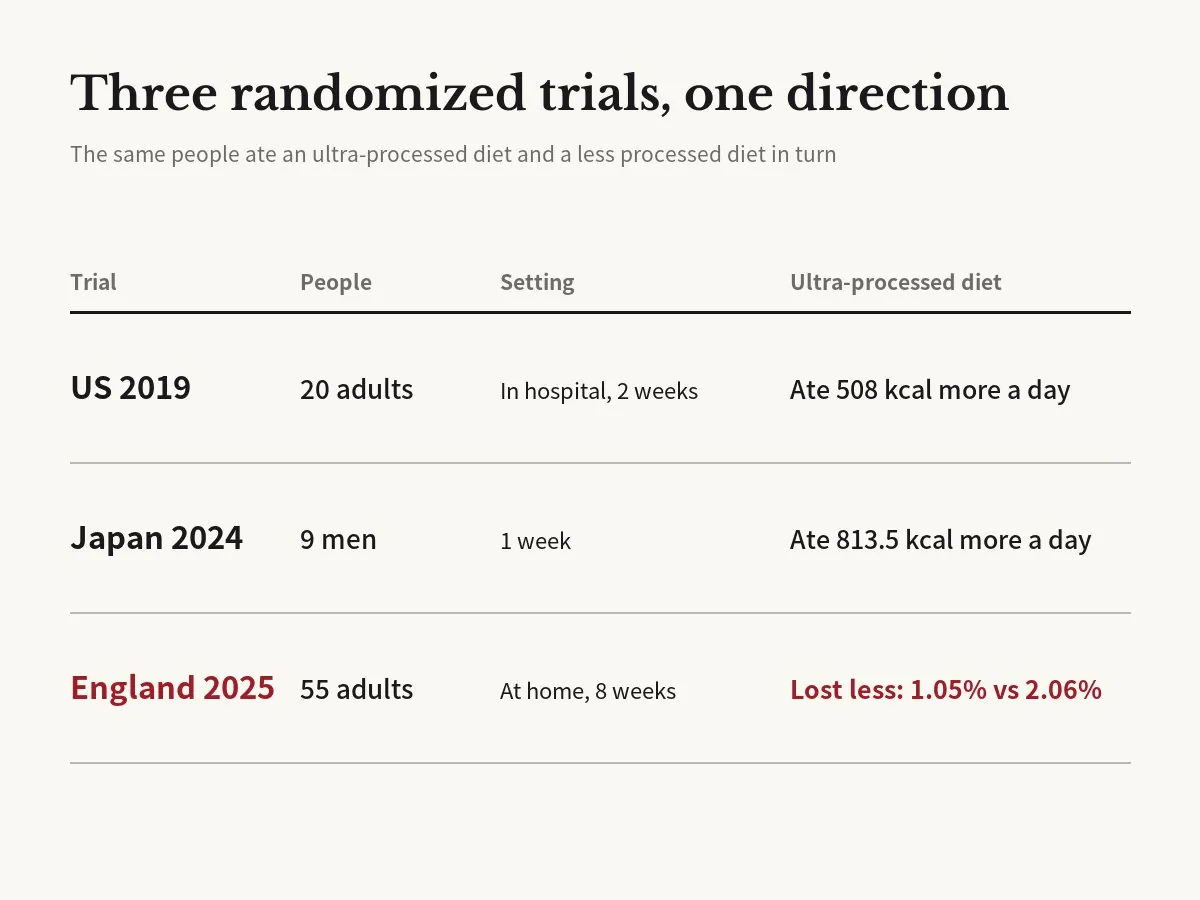 Three randomized trials, one direction
The same people ate an ultra-processed diet and a less processed diet in turn
Trial People Setting Ultra-processed diet
US 2019 20 adults In hospital, 2 weeks Ate 508 kcal more a day
Japan 2024 9 men 1 week Ate 813.5 kcal more a day
England 2025 55 adults At home, 8 weeks Lost less: 1.05% vs 2.06%